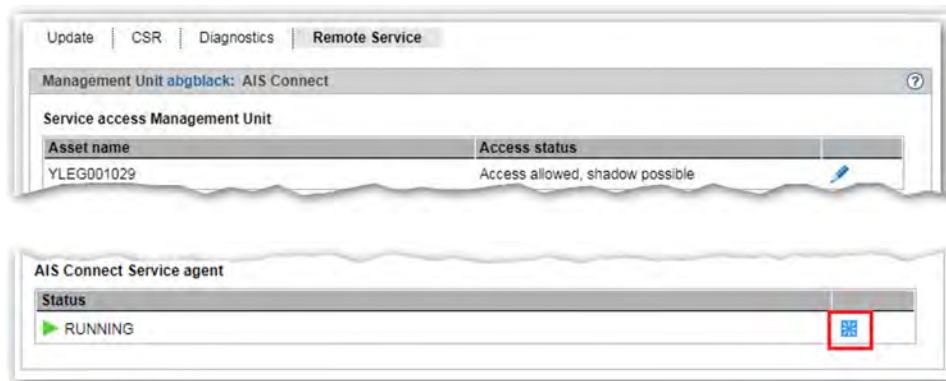 Update | CSR | Diagnostics | Remote Service
Management Unit abgblack: AIS Connect
Service access Management Unit
Asset name Access status
YLEG001029 Access allowed, shadow possible
AIS Connect Service agent
Status
RUNNING